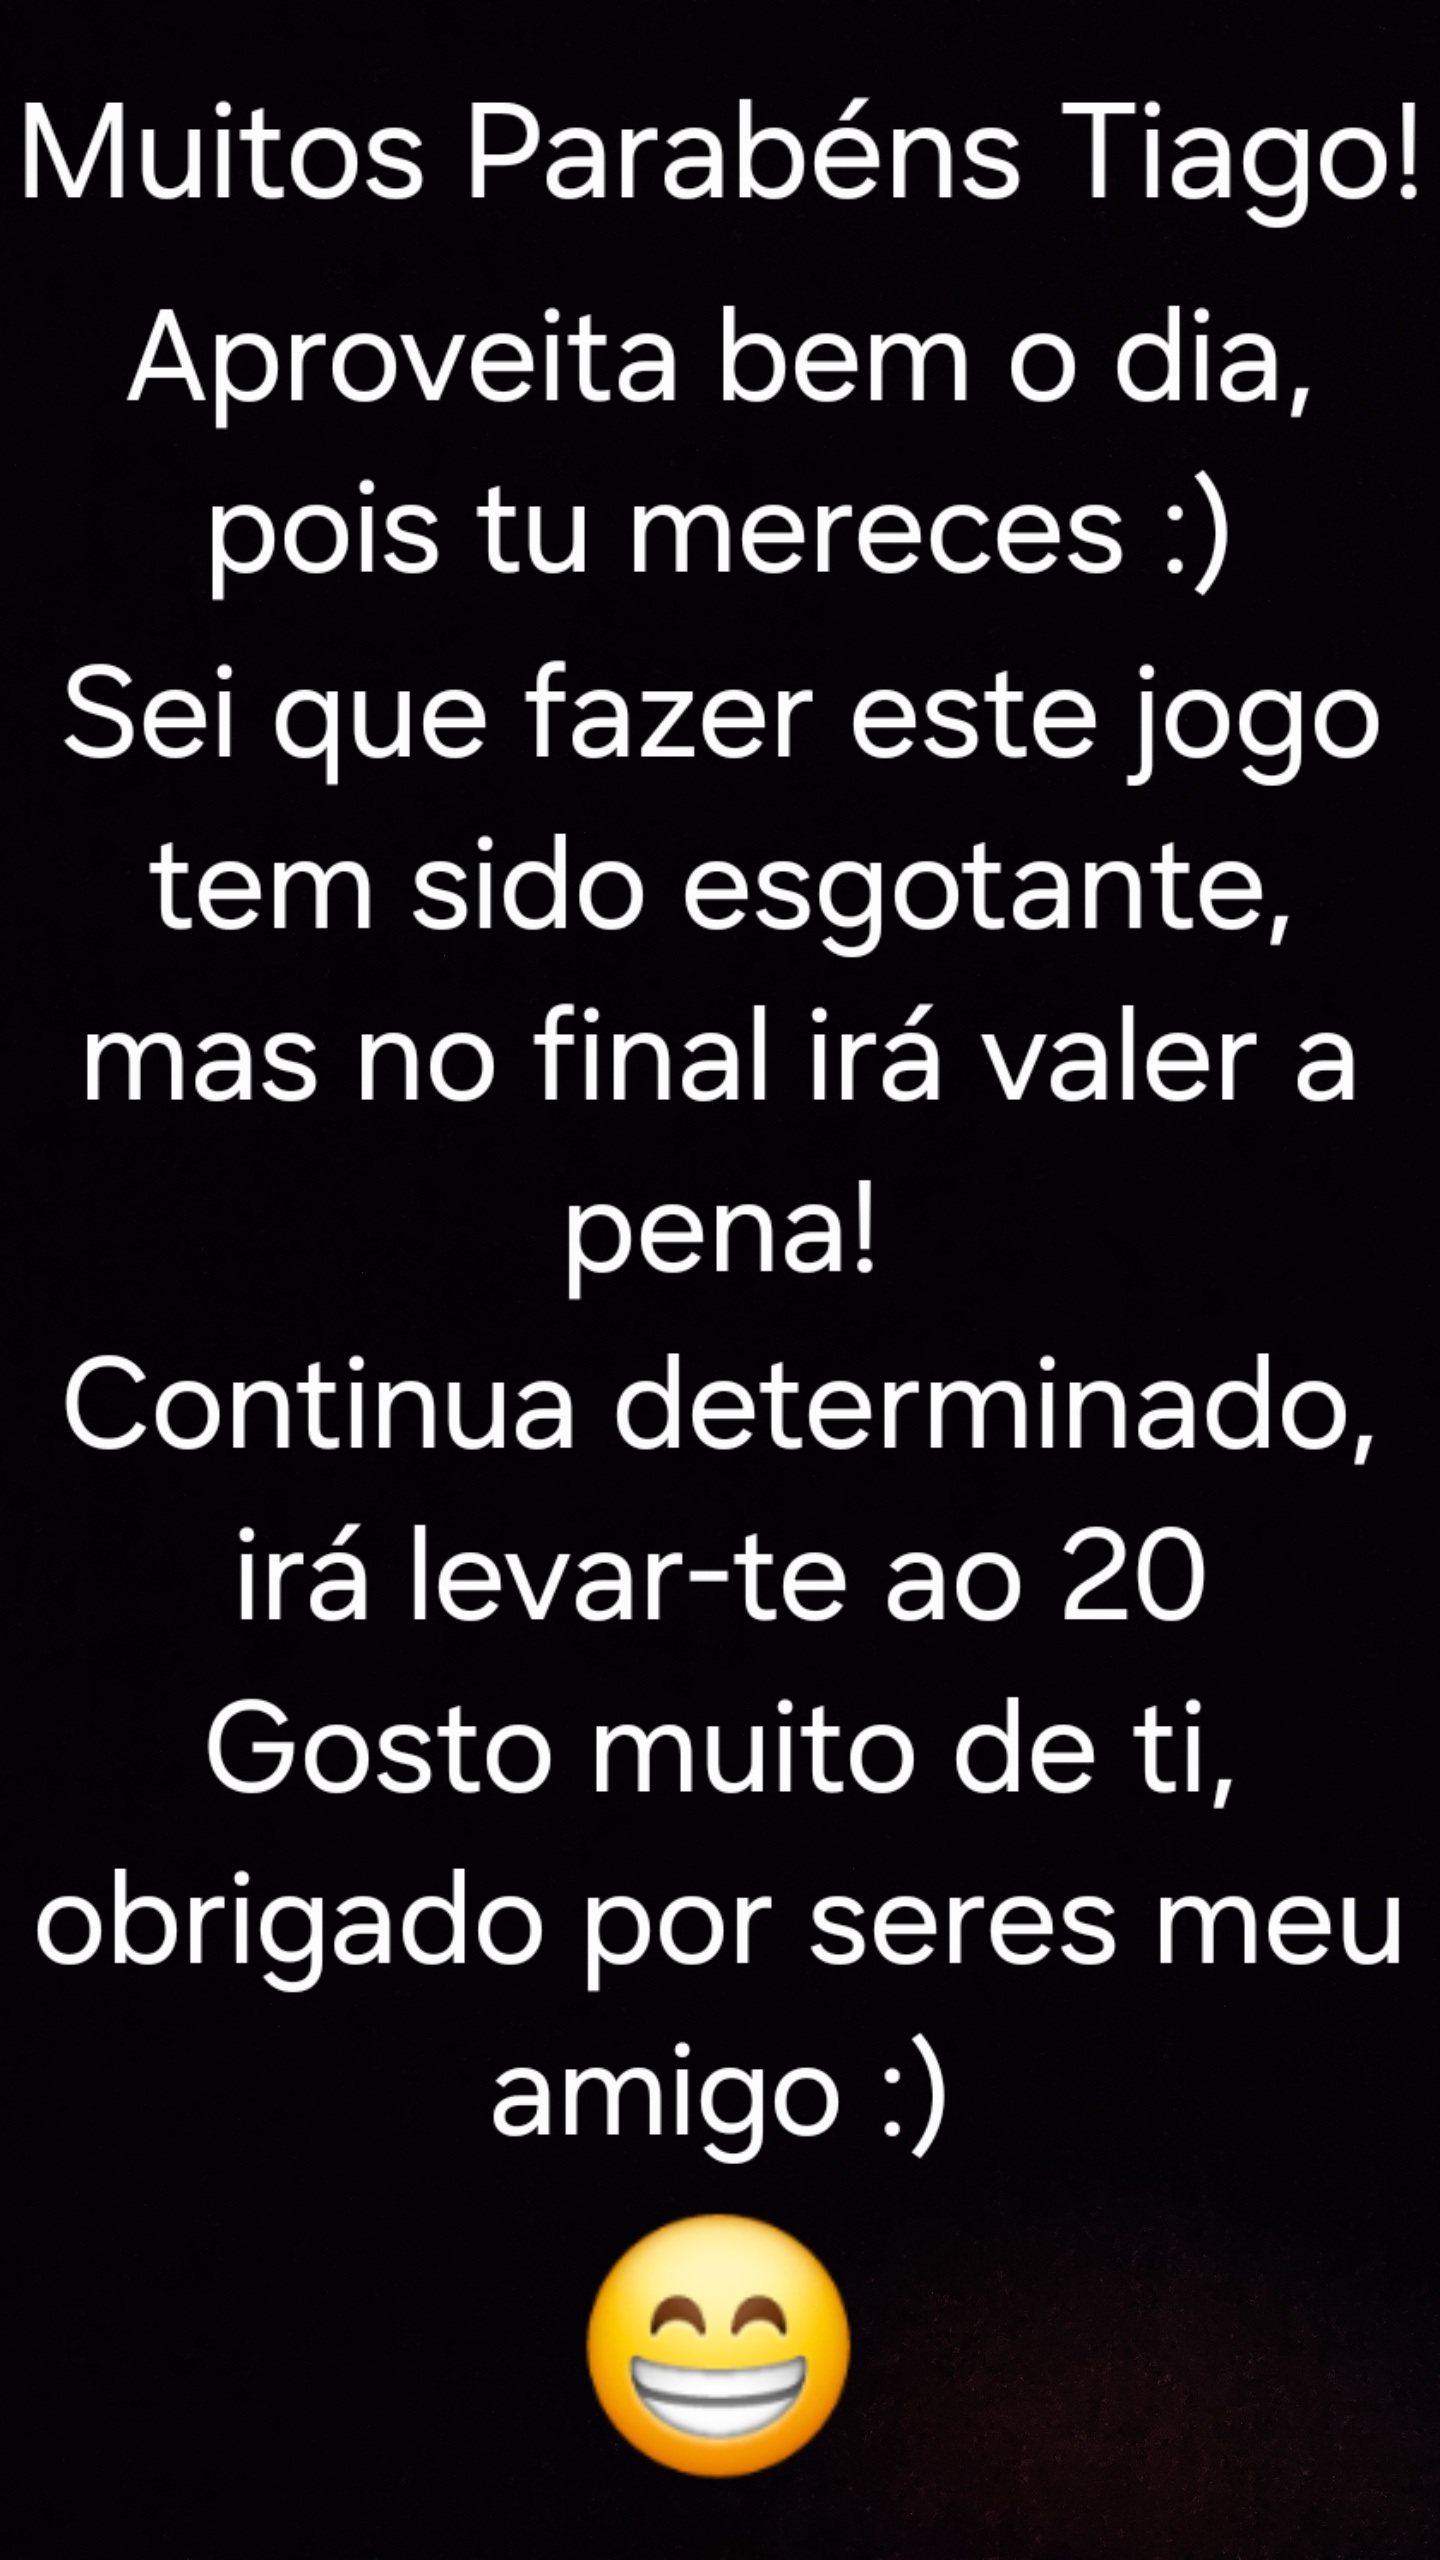 Muitos Parabéns Tiago!
Aproveita bem o dia,
pois tu mereces :)
Sei que fazer este jogo
tem sido esgotante,
mas no final irá valer a
pena!
Continua determinado,
irá levar-te ao 20
Gosto muito de ti,
obrigado por seres meu
amigo :)
😁